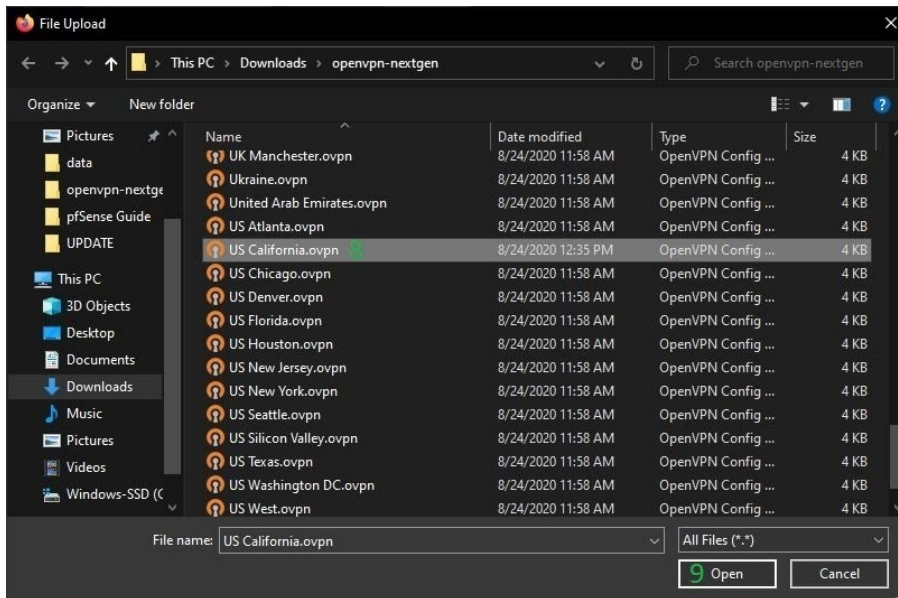 File Upload
This PC > Downloads > openvpn-nextgen
Search openvpn-nextgen
Organize
New folder
?
Pictures
data
openvpn-nextge
pfSense Guide
UPDATE
This PC
3D Objects
Desktop
Documents
Downloads
Music
Pictures
Videos
Windows-SSD (C
Name Date modified Type Size
UK Manchester.ovpn 8/24/2020 11:58 AM OpenVPN Config ... 4 KB
Ukraine.ovpn 8/24/2020 11:58 AM OpenVPN Config ... 4 KB
United Arab Emirates.ovpn 8/24/2020 11:58 AM OpenVPN Config ... 4 KB
US Atlanta.ovpn 8/24/2020 11:58 AM OpenVPN Config ... 4 KB
US California.ovpn 8 8/24/2020 12:35 PM OpenVPN Config ... 4 KB
US Chicago.ovpn 8/24/2020 11:58 AM OpenVPN Config ... 4 KB
US Denver.ovpn 8/24/2020 11:58 AM OpenVPN Config ... 4 KB
US Florida.ovpn 8/24/2020 11:58 AM OpenVPN Config ... 4 KB
US Houston.ovpn 8/24/2020 11:58 AM OpenVPN Config ... 4 KB
US New Jersey.ovpn 8/24/2020 11:58 AM OpenVPN Config ... 4 KB
US New York.ovpn 8/24/2020 11:58 AM OpenVPN Config ... 4 KB
US Seattle.ovpn 8/24/2020 11:58 AM OpenVPN Config ... 4 KB
US Silicon Valley.ovpn 8/24/2020 11:58 AM OpenVPN Config ... 4 KB
US Texas.ovpn 8/24/2020 11:58 AM OpenVPN Config ... 4 KB
US Washington DC.ovpn 8/24/2020 11:58 AM OpenVPN Config ... 4 KB
US West.ovpn 8/24/2020 11:58 AM OpenVPN Config ... 4 KB
File name: US California.ovpn
All Files (*.*)
9 Open
Cancel